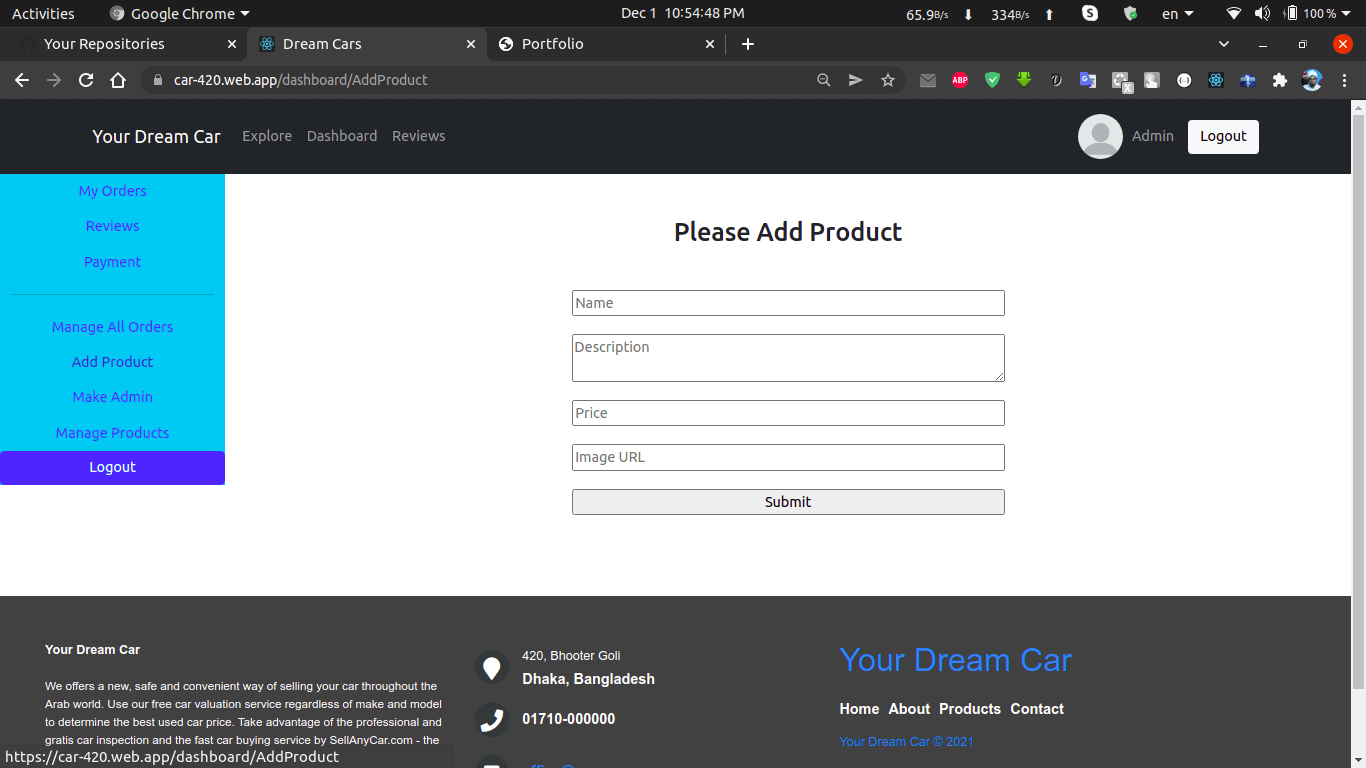 Activities
Google Chrome
Dec 1 10:54:48 PM
65.9B/s
334B/s
en
100 %
Your Repositories
Dream Cars
Portfolio
car-420.web.app/dashboard/AddProduct
ABP
Your Dream Car
Explore
Dashboard
Reviews
Admin
Logout
My Orders
Reviews
Payment
Manage All Orders
Add Product
Make Admin
Manage Products
Logout
Please Add Product
Name
Description
Price
Image URL
Submit
Your Dream Car
We offers a new, safe and convenient way of selling your car throughout the
Arab world. Use our free car valuation service regardless of make and model
to determine the best used car price. Take advantage of the professional and
gratis car inspection and the fast car buying service by SellAnyCar.com - the
420, Bhooter Goli
Dhaka, Bangladesh
01710-000000
Your Dream Car
Home About Products Contact
Your Dream Car © 2021
https://car-420.web.app/dashboard/AddProduct